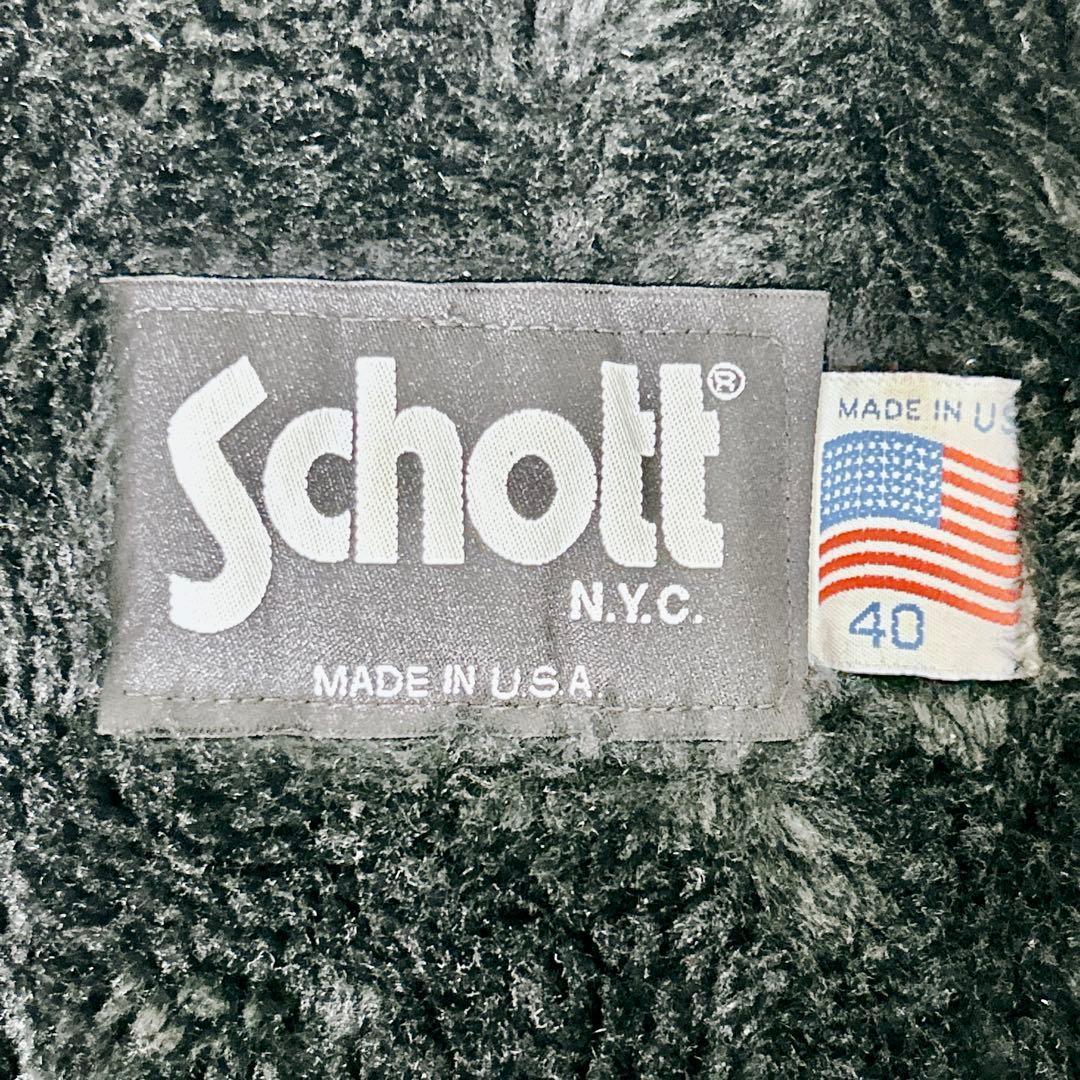 Schott®
N.Y.C.
MADE IN U.S.A.
MADE IN US
40